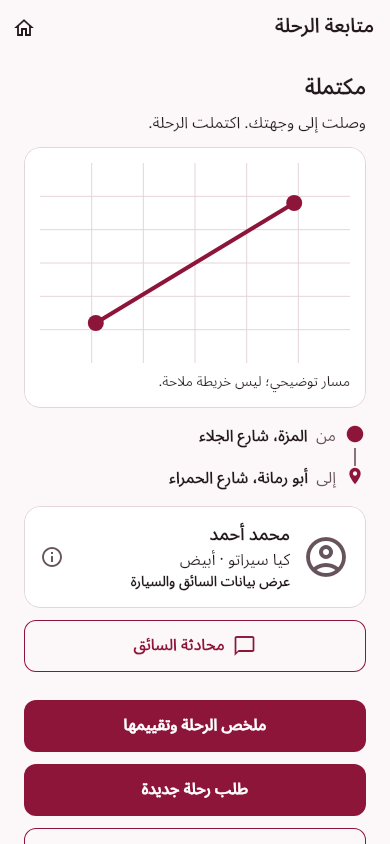 متابعة الرحلة
مكتملة
وصلت إلى وجهتك. اكتملت الرحلة.
مسار توضيحي؛ ليس خريطة ملاحة.
من المزة، شارع الجلاء
إلى أبو رمانة، شارع الحمراء
محمد أحمد
كيا سيراتو · أبيض
عرض بيانات السائق والسيارة
محادثة السائق
ملخص الرحلة وتقييمها
طلب رحلة جديدة